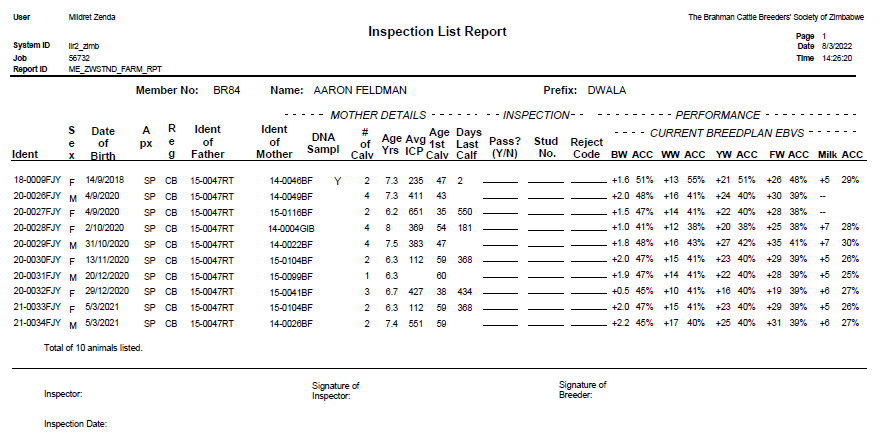 User Mildret Zenda The Brahman Cattle Breeders' Society of Zimbabwe
Inspection List Report
Page 1
System ID ilr2_zimb Date 8/3/2022
Job 56732 Time 14:26:20
Report ID ME_ZWSTND_FARM_RPT
Member No: BR84 Name: AARON FELDMAN Prefix: DWALA
MOTHER DETAILS INSPECTION PERFORMANCE
CURRENT BREEDPLAN EBVS
Ident Sex Date of Birth Apx Reg Ident of Father Ident of Mother DNA Sampl # of Calv Age Yrs Avg ICP Age 1st Calv Days Last Calf Pass? (Y/N) Stud No. Reject Code BW ACC WW ACC YW ACC FW ACC Milk ACC
18-0009FJY F 14/9/2018 SP CB 15-0047RT 14-0046BF Y 2 7.3 235 47 2 +1.6 51% +13 55% +21 51% +26 48% +5 29%
20-0026FJY M 4/9/2020 SP CB 15-0047RT 14-0049BF 4 7.3 411 43 +2.0 48% +16 41% +24 40% +30 39% --
20-0027FJY F 4/9/2020 SP CB 15-0047RT 15-0116BF 2 6.2 651 35 550 +1.5 47% +14 41% +22 40% +28 38% --
20-0028FJY F 2/10/2020 SP CB 15-0047RT 14-0004GIB 4 8 369 54 181 +1.0 41% +12 38% +20 38% +25 38% +7 28%
20-0029FJY M 31/10/2020 SP CB 15-0047RT 14-0022BF 4 7.5 383 47 +1.8 48% +16 43% +27 42% +35 41% +7 30%
20-0030FJY F 13/11/2020 SP CB 15-0047RT 15-0104BF 2 6.3 112 59 368 +2.0 47% +15 41% +23 40% +29 39% +5 26%
20-0031FJY M 20/12/2020 SP CB 15-0047RT 15-0099BF 1 6.3 60 +1.9 47% +14 41% +22 40% +28 39% +5 25%
20-0032FJY F 29/12/2020 SP CB 15-0047RT 15-0041BF 3 6.7 427 38 434 +0.5 45% +10 41% +16 40% +19 39% +6 27%
21-0033FJY F 5/3/2021 SP CB 15-0047RT 15-0104BF 2 6.3 112 59 368 +2.0 47% +15 41% +23 40% +29 39% +5 26%
21-0034FJY M 5/3/2021 SP CB 15-0047RT 14-0026BF 2 7.4 551 59 +2.2 45% +17 40% +25 40% +31 39% +6 27%
Total of 10 animals listed.
Inspector: Signature of Inspector: Signature of Breeder:
Inspection Date: